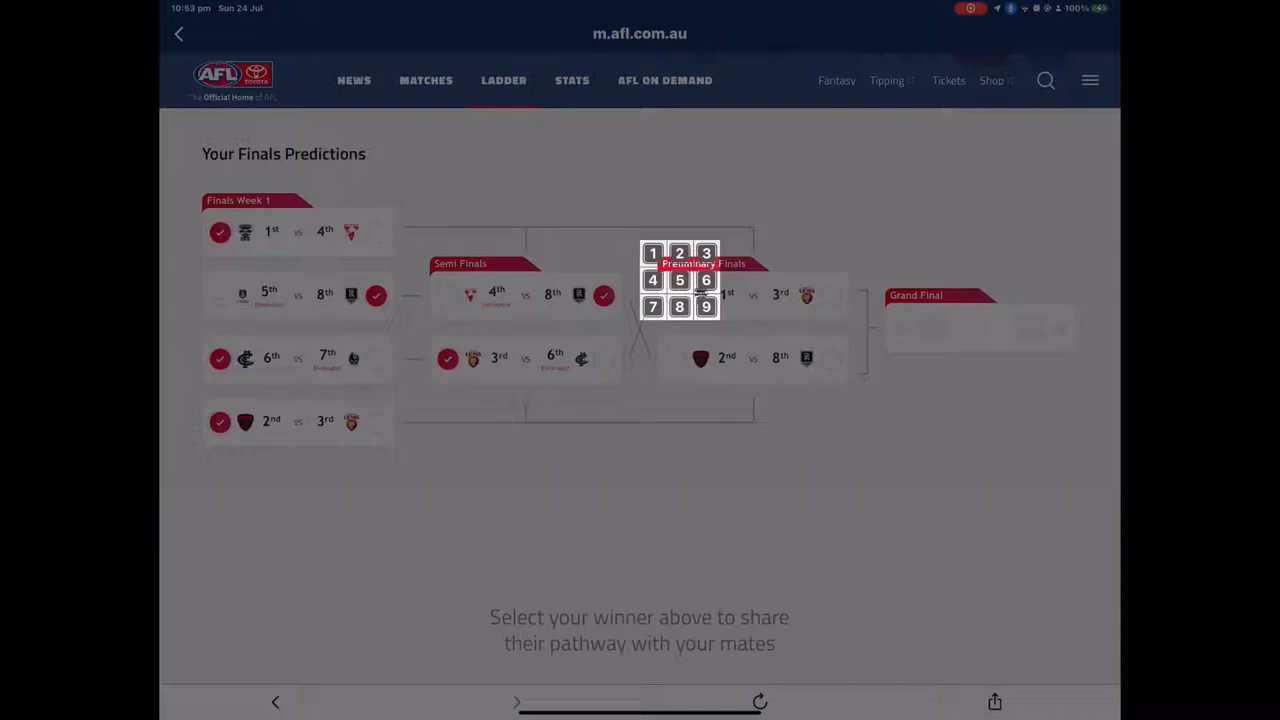 10:53 pm Sun 24 Jul
100%
m.afl.com.au
AFL TOYOTA
The Official Home of AFL
NEWS MATCHES LADDER STATS AFL ON DEMAND Fantasy Tipping Tickets Shop
Your Finals Predictions
Finals Week 1
1st vs 4th
5th vs 8th
6th vs 7th
2nd vs 3rd
Semi Finals
4th vs 8th
3rd vs 6th
1 2 3
4 5 6
7 8 9
Preliminary Finals
1st vs 3rd
2nd vs 8th
Grand Final
Select your winner above to share
their pathway with your mates